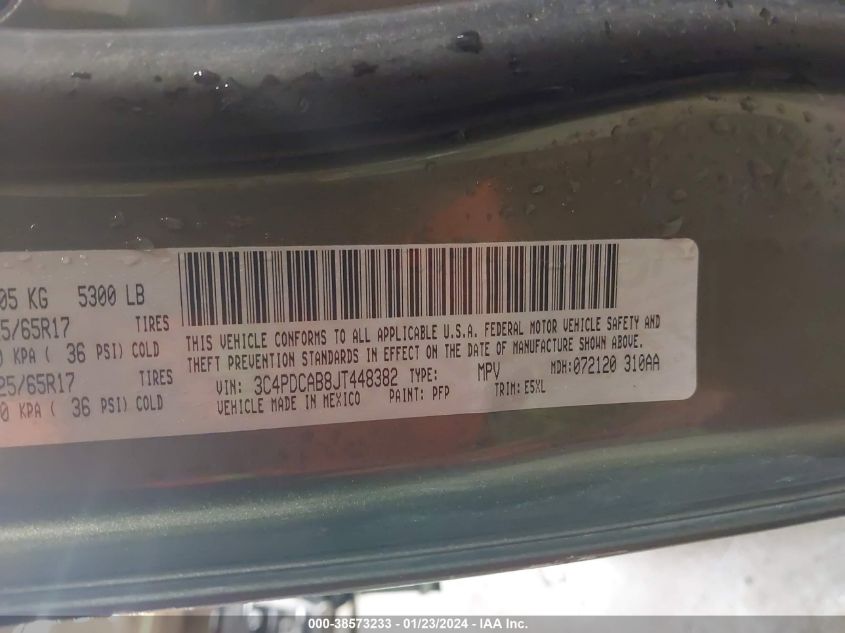 05 KG 5300 LB
5/65R17 TIRES
0 KPA ( 36 PSI) COLD
25/65R17 TIRES
0 KPA ( 36 PSI) COLD
THIS VEHICLE CONFORMS TO ALL APPLICABLE U.S.A. FEDERAL MOTOR VEHICLE SAFETY AND
THEFT PREVENTION STANDARDS IN EFFECT ON THE DATE OF MANUFACTURE SHOWN ABOVE.
VIN: 3C4PDCAB8JT448382 TYPE: MPV MDH:072120 310AA
VEHICLE MADE IN MEXICO PAINT: PFP TRIM: E5XL
000-38573233 - 01/23/2024 - IAA Inc.